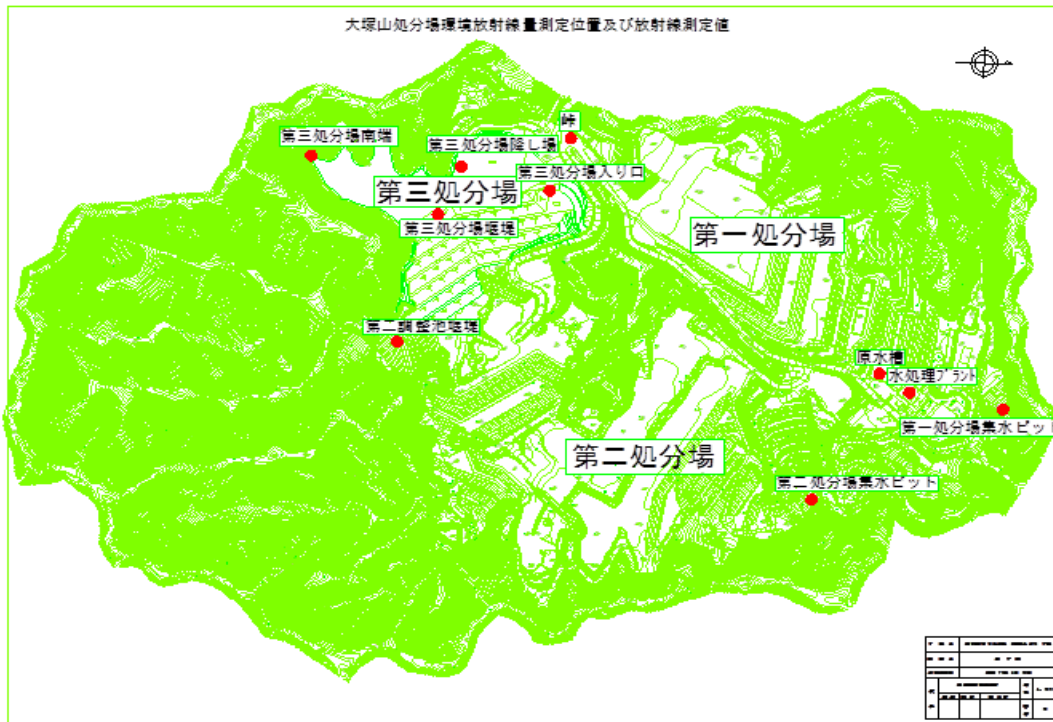 大塚山処分場環境放射線量測定位置及び放射線測定値
峠
第三処分場南端
第三処分場降し場
第三処分場入り口
第三処分場
第三処分場堰堤
第一処分場
第二調整池堰堤
原水槽
水処理プラント
第一処分場集水ピット
第二処分場
第二処分場集水ピット